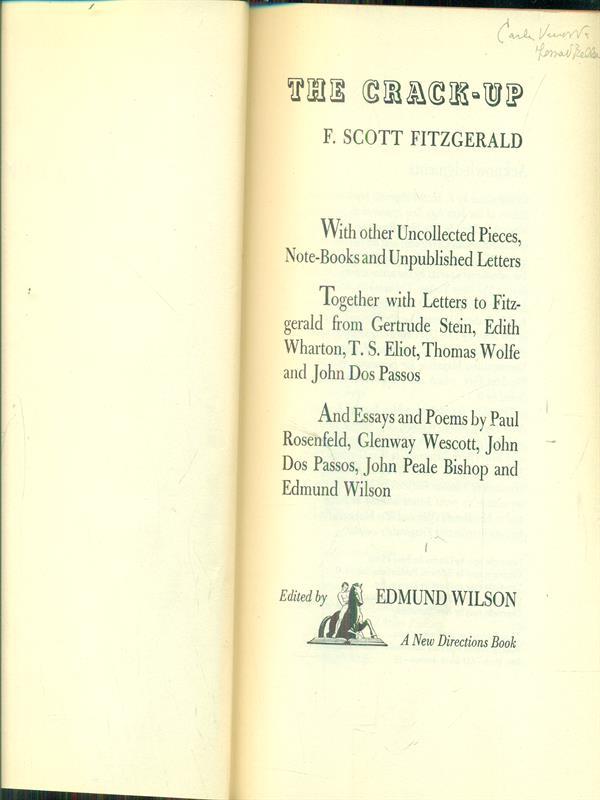 THE CRACK-UP
F. SCOTT FITZGERALD
With other Uncollected Pieces,
Note-Books and Unpublished Letters
Together with Letters to Fitz-
gerald from Gertrude Stein, Edith
Wharton, T. S. Eliot, Thomas Wolfe
and John Dos Passos
And Essays and Poems by Paul
Rosenfeld, Glenway Wescott, John
Dos Passos, John Peale Bishop and
Edmund Wilson
Edited by EDMUND WILSON
A New Directions Book